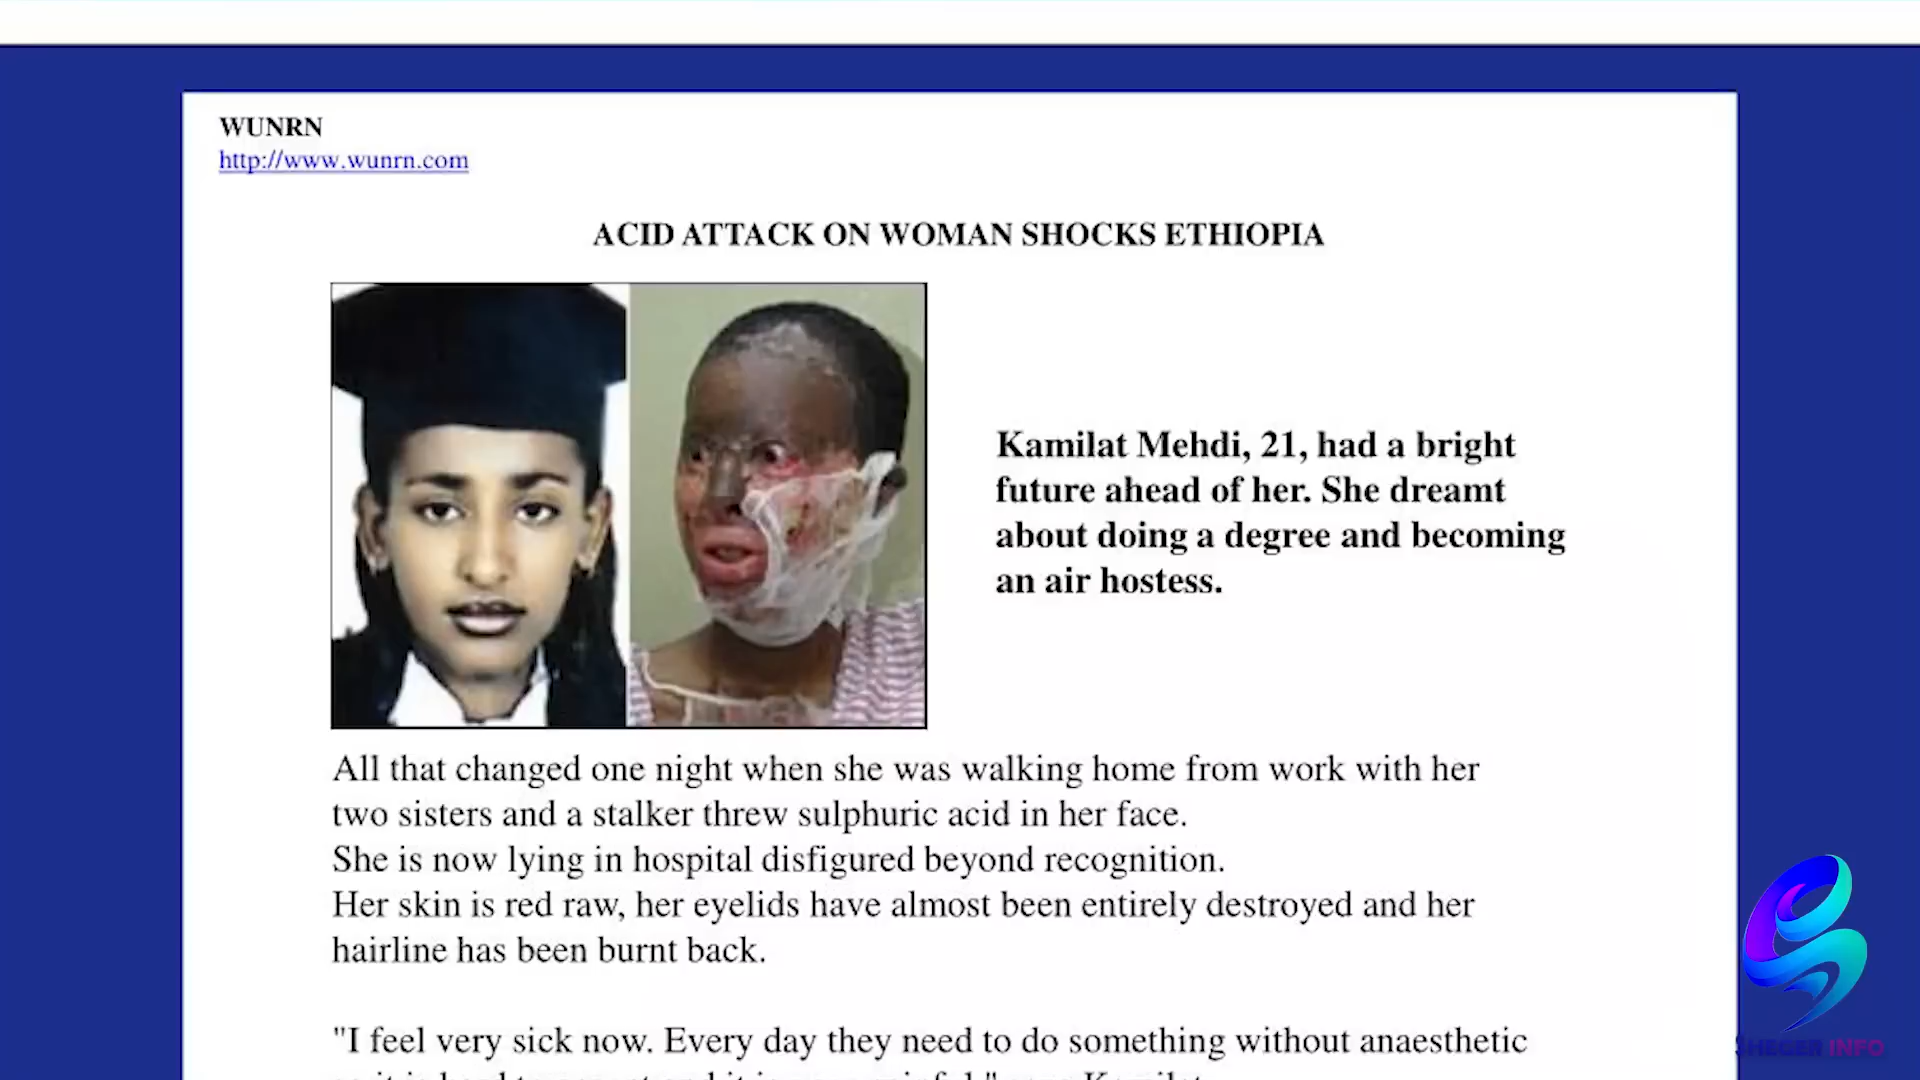 WUNRN
http://www.wunrn.com
ACID ATTACK ON WOMAN SHOCKS ETHIOPIA
Kamilat Mehdi, 21, had a bright
future ahead of her. She dreamt
about doing a degree and becoming
an air hostess.
All that changed one night when she was walking home from work with her
two sisters and a stalker threw sulphuric acid in her face.
She is now lying in hospital disfigured beyond recognition.
Her skin is red raw, her eyelids have almost been entirely destroyed and her
hairline has been burnt back.
"I feel very sick now. Every day they need to do something without anaesthetic
SHEGER INFO